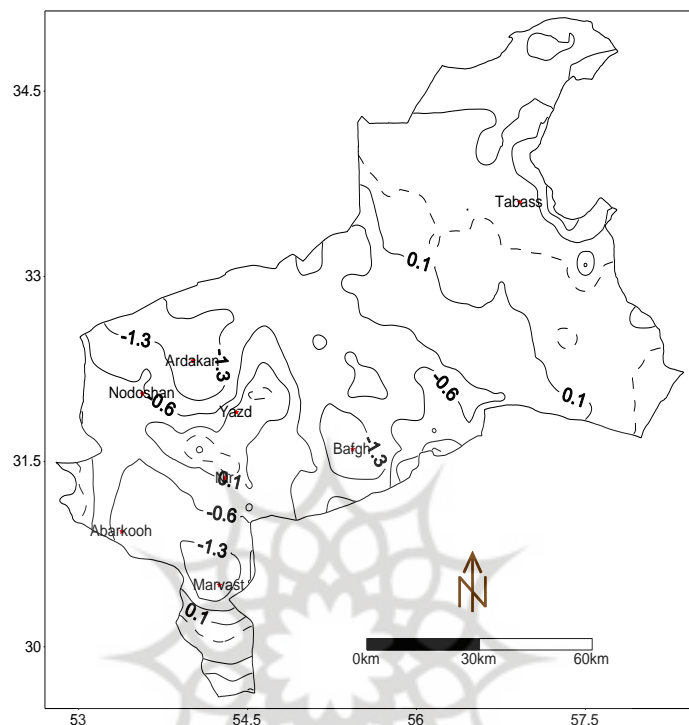 34.5
Tabass
33
0.1
-1.3
Ardakan
-1.3
Nodoshan
-0.6
-0.6
0.1
Yazd
31.5
Bafgh
-1.3
0.1
-0.6
Abarkooh
-1.3
Marvast
0.1
N
30
0km 30km 60km
53 54.5 56 57.5